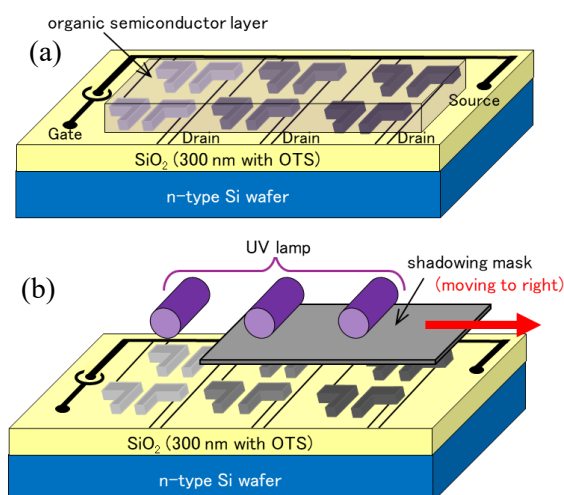 organic semiconductor layer
(a)
Source
Gate
Drain Drain Drain
SiO₂ (300 nm with OTS)
n-type Si wafer
UV lamp
(b)
shadowing mask
(moving to right)
SiO₂ (300 nm with OTS)
n-type Si wafer